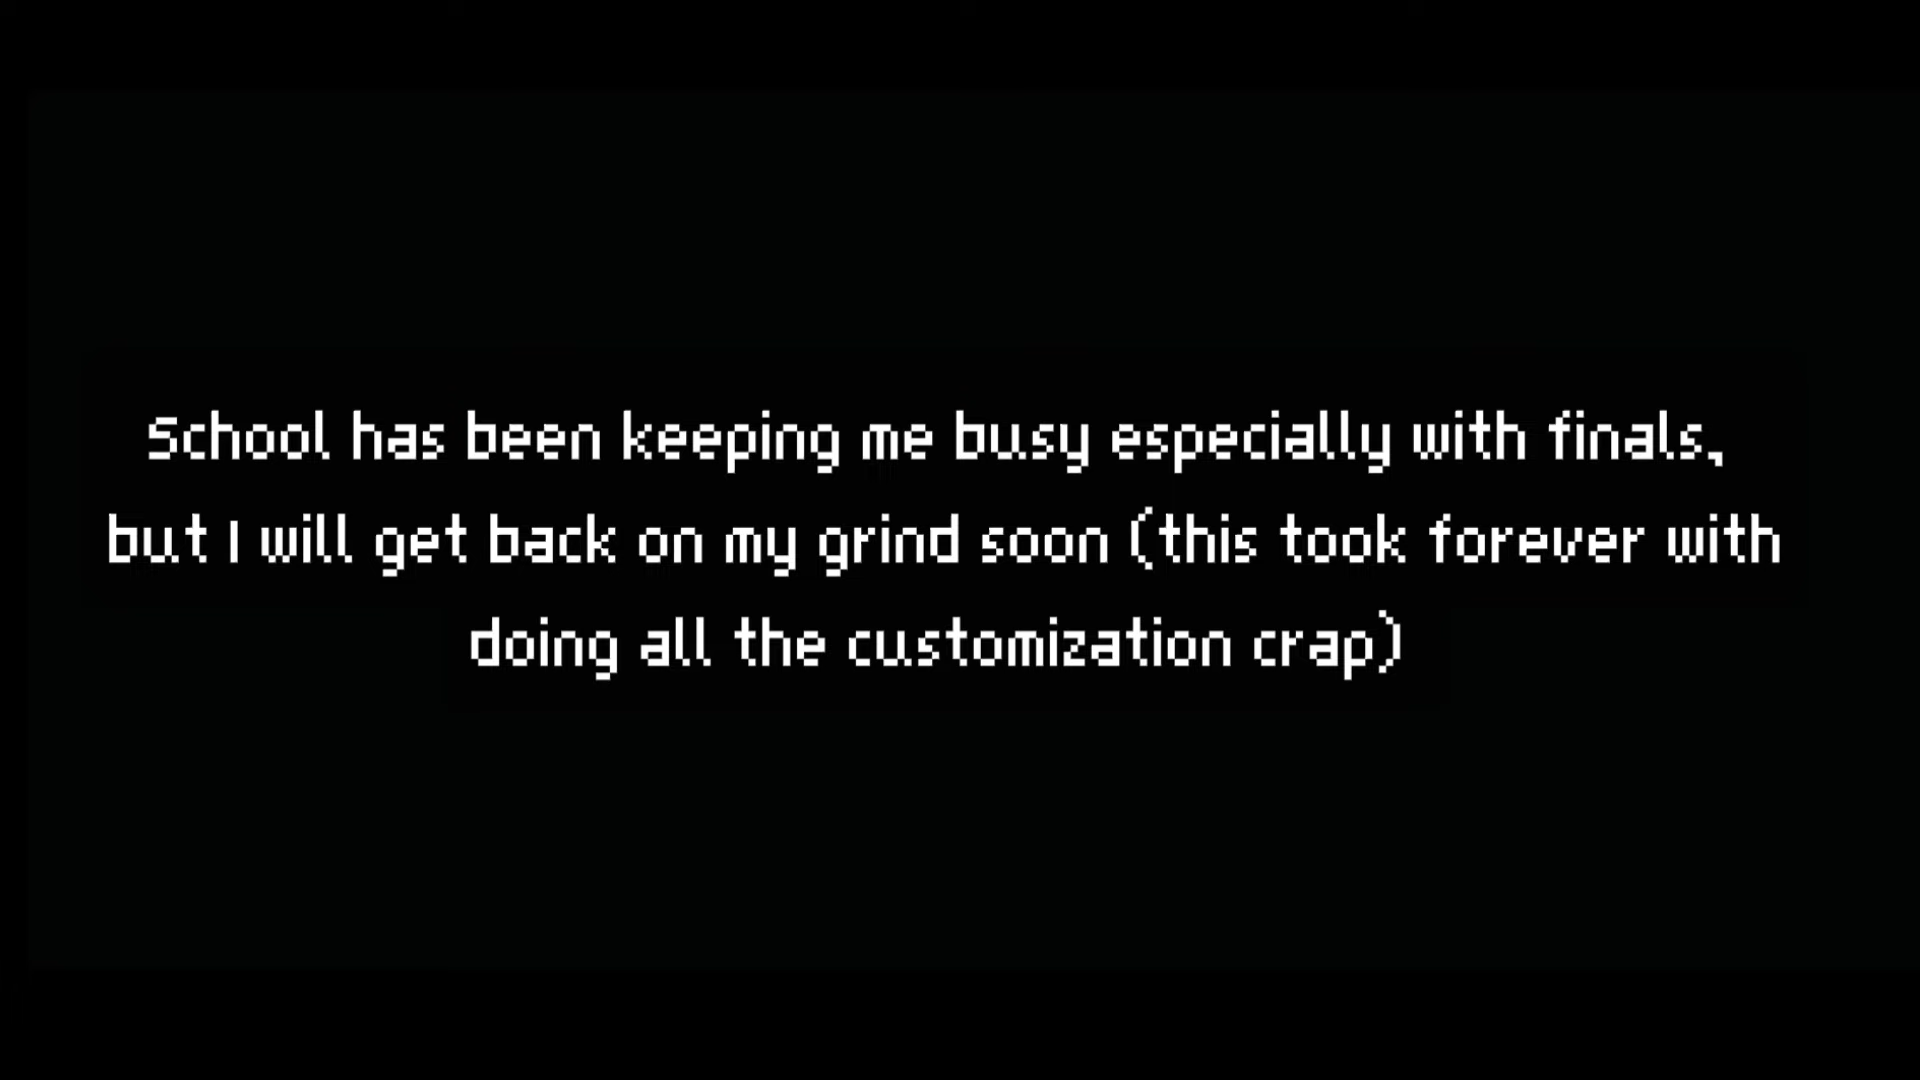 School has been keeping me busy especially with finals,
but I will get back on my grind soon (this took forever with
doing all the customization crap)